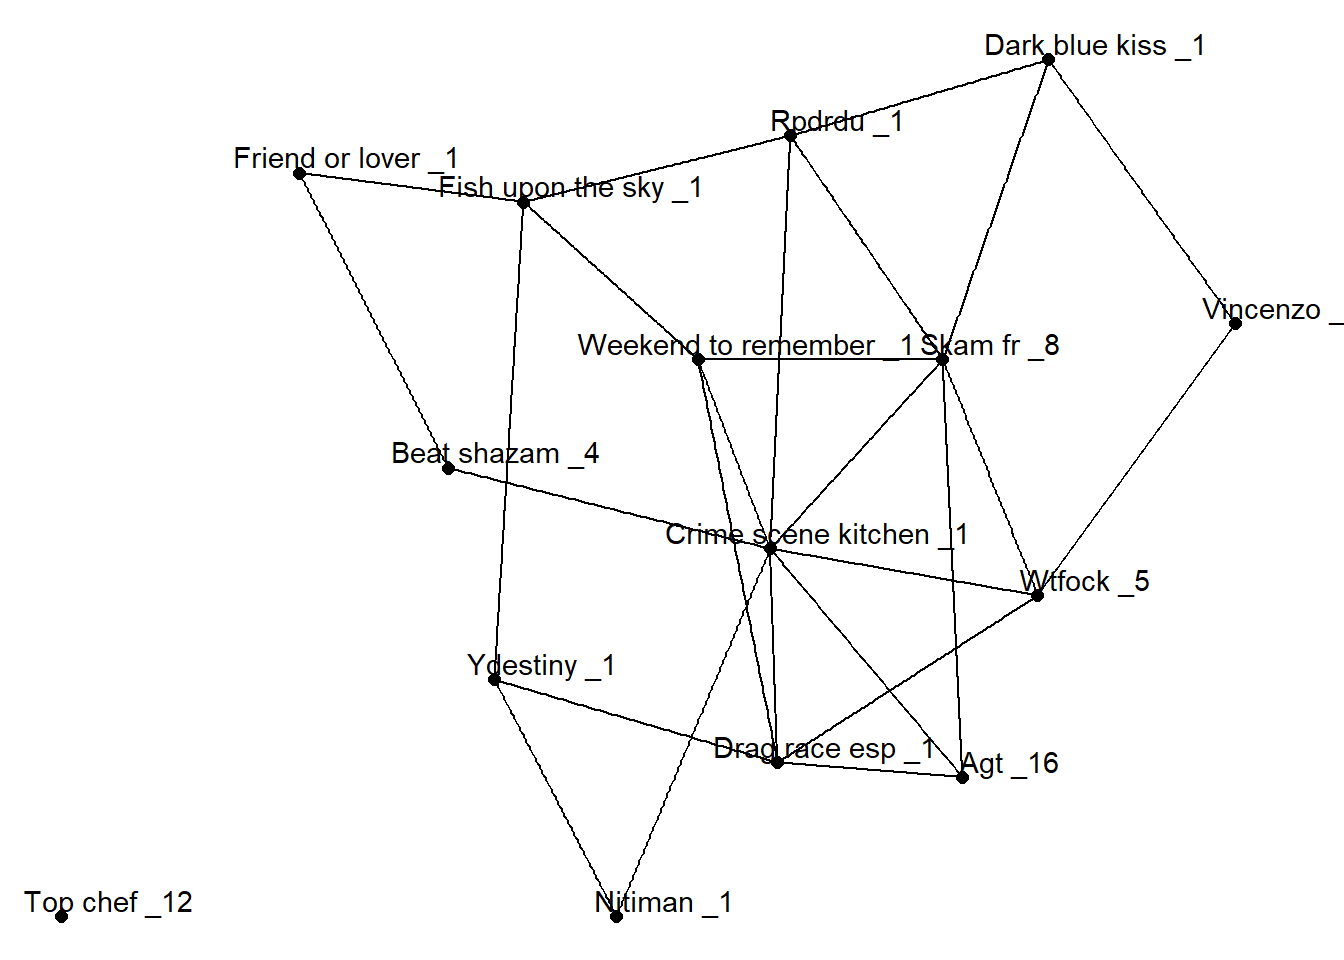 Dark blue kiss _1
Rpdrdu _1
Friend or lover _1
Fish upon the sky _1
Vincenzo _
Weekend to remember _1
Skam fr _8
Beat shazam _4
Crime scene kitchen _1
Wtfock _5
Ydestiny _1
Drag race esp _1
Agt _16
Top chef _12
Nitiman _1